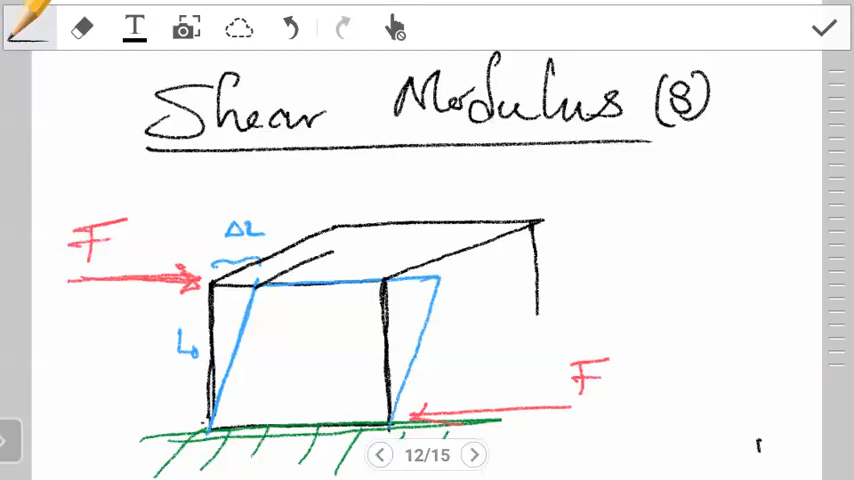 T
Shear Modulus (S)
F
ΔL
L₀
F
12/15